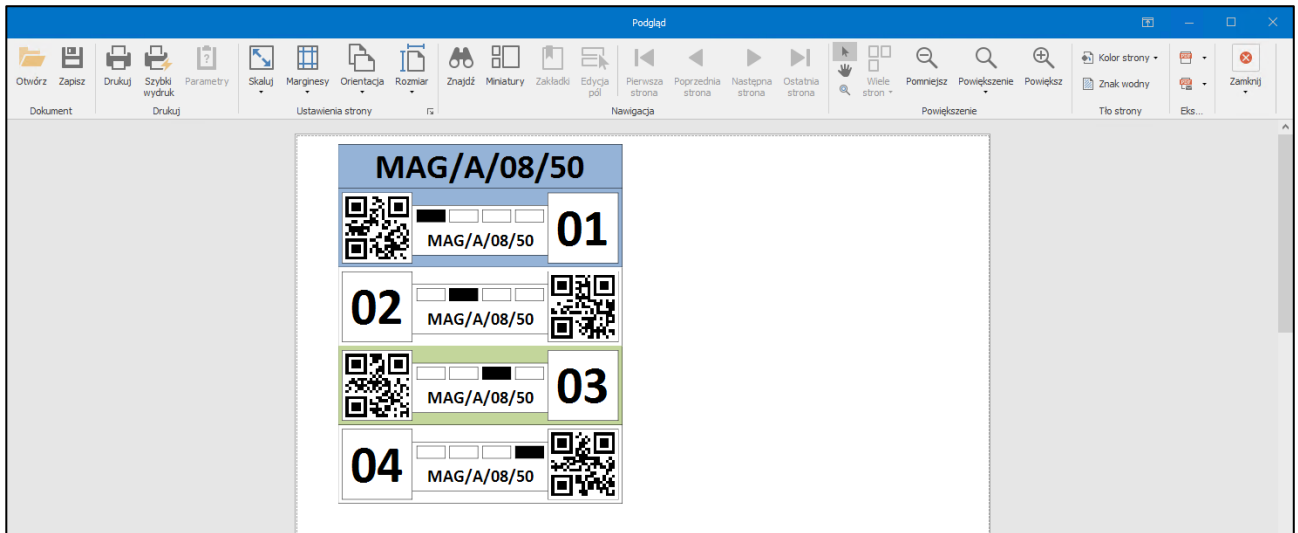 Podgląd
Otwórz Zapisz Drukuj Szybki wydruk Parametry Skaluj Marginesy Orientacja Rozmiar Znajdź Miniatury Zakładki Edycja pól Pierwsza strona Poprzednia strona Następna strona Ostatnia strona Wiele stron Pomniejsz Powiększenie Powiększ Kolor strony Znak wodny Zamknij
Dokument Drukuj Ustawienia strony Nawigacja Powiększenie Tło strony Eks...
MAG/A/08/50
01
MAG/A/08/50
02
MAG/A/08/50
03
MAG/A/08/50
04
MAG/A/08/50